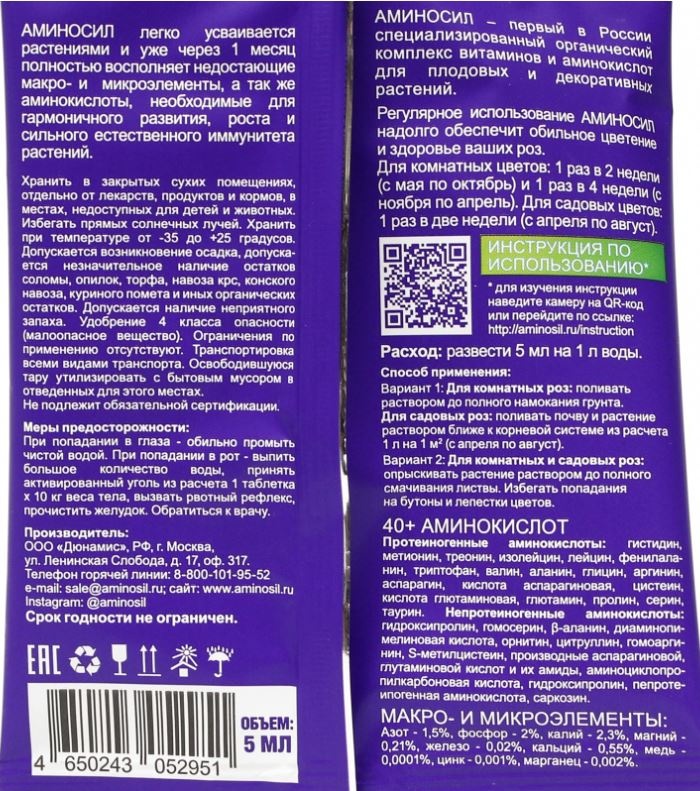 АМИНОСИЛ легко усваивается
растениями и уже через 1 месяц
полностью восполняет недостающие
макро- и микроэлементы, а так же
аминокислоты, необходимые для
гармоничного развития, роста и
сильного естественного иммунитета
растений.
Хранить в закрытых сухих помещениях,
отдельно от лекарств, продуктов и кормов, в
местах, недоступных для детей и животных.
Избегать прямых солнечных лучей. Хранить
при температуре от -35 до +25 градусов.
Допускается возникновение осадка, допуска-
ется незначительное наличие остатков
соломы, опилок, торфа, навоза крс, конского
навоза, куриного помета и иных органических
остатков. Допускается наличие неприятного
запаха. Удобрение 4 класса опасности
(малоопасное вещество). Ограничения по
применению отсутствуют. Транспортировка
всеми видами транспорта. Освободившуюся
тару утилизировать с бытовым мусором в
отведенных для этого местах.
Не подлежит обязательной сертификации.
Меры предосторожности:
При попадании в глаза - обильно промыть
чистой водой. При попадании в рот - выпить
большое количество воды, принять
активированный уголь из расчета 1 таблетка
х 10 кг веса тела, вызвать рвотный рефлекс,
прочистить желудок. Обратиться к врачу.
Производитель:
ООО «Дюнамис», РФ, г. Москва,
ул. Ленинская Слобода, д. 17, оф. 317.
Телефон горячей линии: 8-800-101-95-52
e-mail: sale@aminosil.ru; сайт: www.aminosil.ru
Instagram: @aminosil
Срок годности не ограничен.
ЕАС
ОБЪЕМ:
5 МЛ
4 650243 052951
АМИНОСИЛ – первый в России
специализированный органический
комплекс витаминов и аминокислот
для плодовых и декоративных
растений.
Регулярное использование АМИНОСИЛ
надолго обеспечит обильное цветение
и здоровье ваших роз.
Для комнатных цветов: 1 раз в 2 недели
(с мая по октябрь) и 1 раз в 4 недели (с
ноября по апрель). Для садовых цветов:
1 раз в две недели (с апреля по август).
ИНСТРУКЦИЯ ПО
ИСПОЛЬЗОВАНИЮ*
* для изучения инструкции
наведите камеру на QR-код
или перейдите по ссылке:
http://aminosil.ru/instruction
Расход: развести 5 мл на 1 л воды.
Способ применения:
Вариант 1: Для комнатных роз: поливать
раствором до полного намокания грунта.
Для садовых роз: поливать почву и растение
раствором ближе к корневой системе из расчета
1 л на 1 м² (с апреля по август).
Вариант 2: Для комнатных и садовых роз:
опрыскивать растение раствором до полного
смачивания листвы. Избегать попадания
на бутоны и лепестки цветов.
40+ АМИНОКИСЛОТ
Протеиногенные аминокислоты: гистидин,
метионин, треонин, изолейцин, лейцин, фенилала-
нин, триптофан, валин, аланин, глицин, аргинин,
аспарагин, кислота аспарагиновая, цистеин,
кислота глютаминовая, глютамин, пролин, серин,
таурин. Непротеиногенные аминокислоты:
гидроксипролин, гомосерин, β-аланин, диаминопи-
мелиновая кислота, орнитин, цитруллин, гомоарги-
нин, S-метилцистеин, производные аспарагиновой,
глутаминовой кислот и их амиды, аминоциклопро-
пилкарбоновая кислота, гидроксипролин, пепроте-
ипогенная аминокислота, саркозин.
МАКРО- И МИКРОЭЛЕМЕНТЫ:
Азот - 1,5%, фосфор - 2%, калий - 2,3%, магний -
0,21%, железо - 0,02%, кальций - 0,55%, медь -
0,0001%, цинк - 0,001%, марганец - 0,002%.